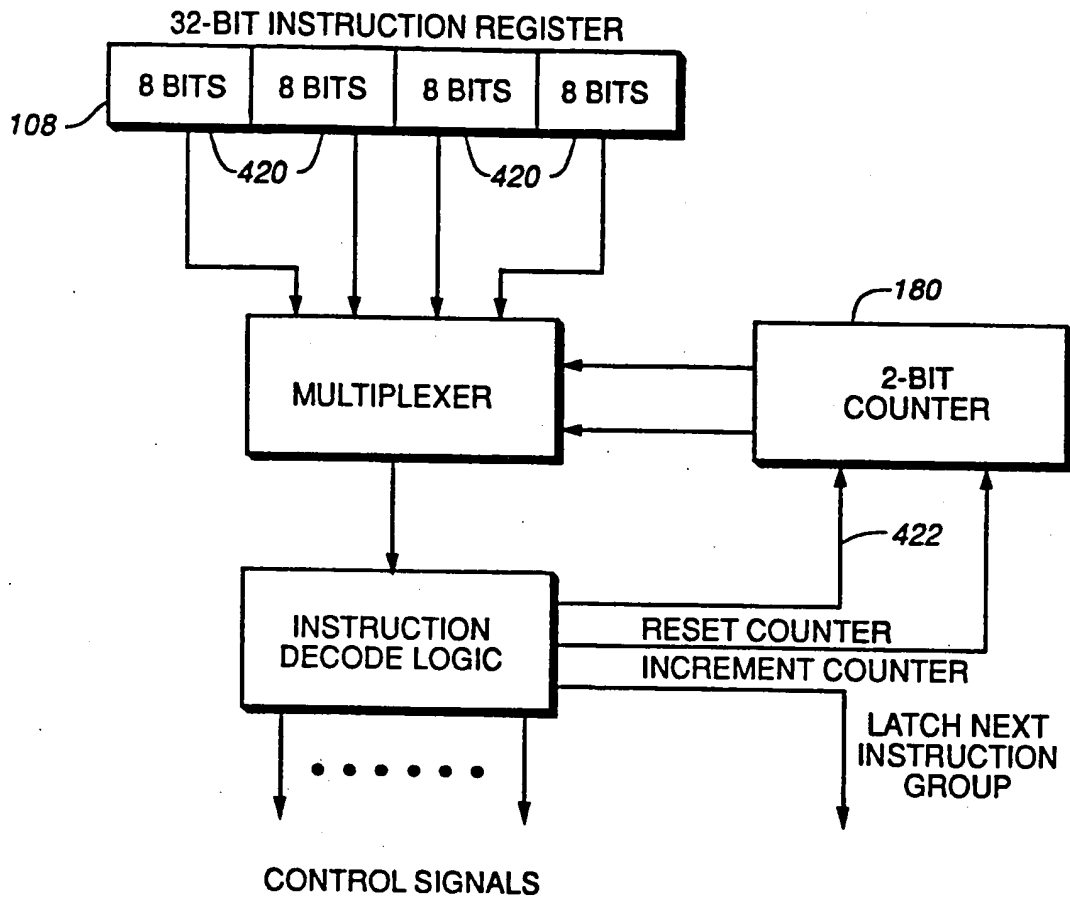 32-BIT INSTRUCTION REGISTER
8 BITS
8 BITS
8 BITS
8 BITS
108
420
420
180
MULTIPLEXER
2-BIT
COUNTER
422
INSTRUCTION
DECODE LOGIC
RESET COUNTER
INCREMENT COUNTER
LATCH NEXT
INSTRUCTION
GROUP
CONTROL SIGNALS